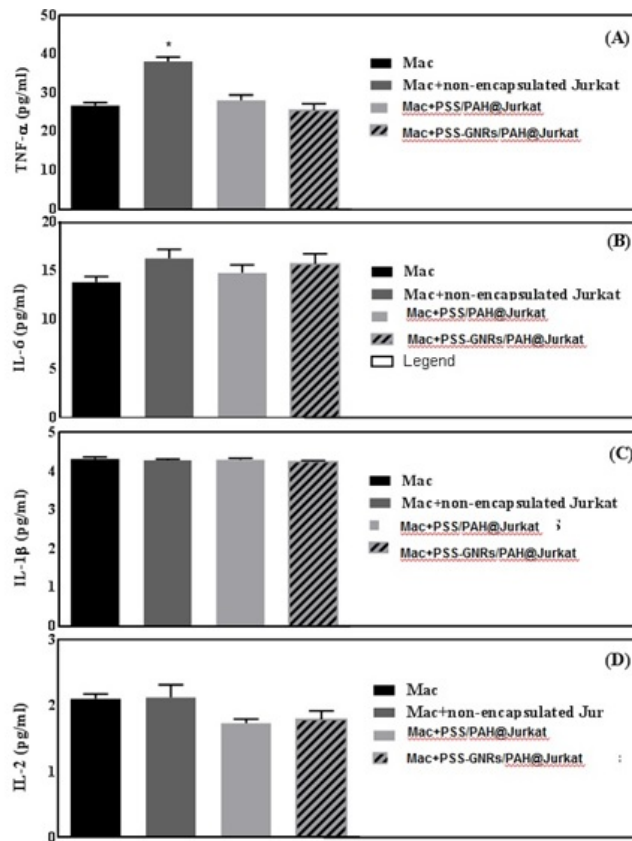 50
40
30
20
10
0
TNF-α (pg/ml)
*
(A)
Mac
Mac+non-encapsulated Jurkat
Mac+PSS/PAH@Jurkat
Mac+PSS-GNRs/PAH@Jurkat
20
15
10
5
0
IL-6 (pg/ml)
(B)
Mac
Mac+non-encapsulated Jurkat
Mac+PSS/PAH@Jurkat
Mac+PSS-GNRs/PAH@Jurkat
Legend
5
4
3
2
1
0
IL-1β (pg/ml)
(C)
Mac
Mac+non-encapsulated Jurkat
Mac+PSS/PAH@Jurkat
Mac+PSS-GNRs/PAH@Jurkat
3
2
1
0
IL-2 (pg/ml)
(D)
Mac
Mac+non-encapsulated Jur
Mac+PSS/PAH@Jurkat
Mac+PSS-GNRs/PAH@Jurkat